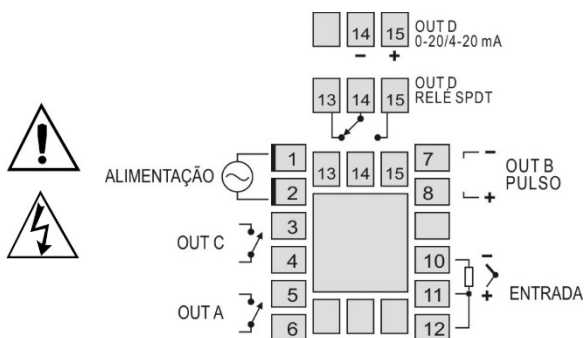 14 15 OUT D
0-20/4-20 mA
− +
13 14 15 OUT D
RELÉ SPDT
ALIMENTAÇÃO
1
2
13 14 15
7 −
8 +
OUT B
PULSO
OUT C
3
4
10 −
11 +
12
ENTRADA
OUT A
5
6